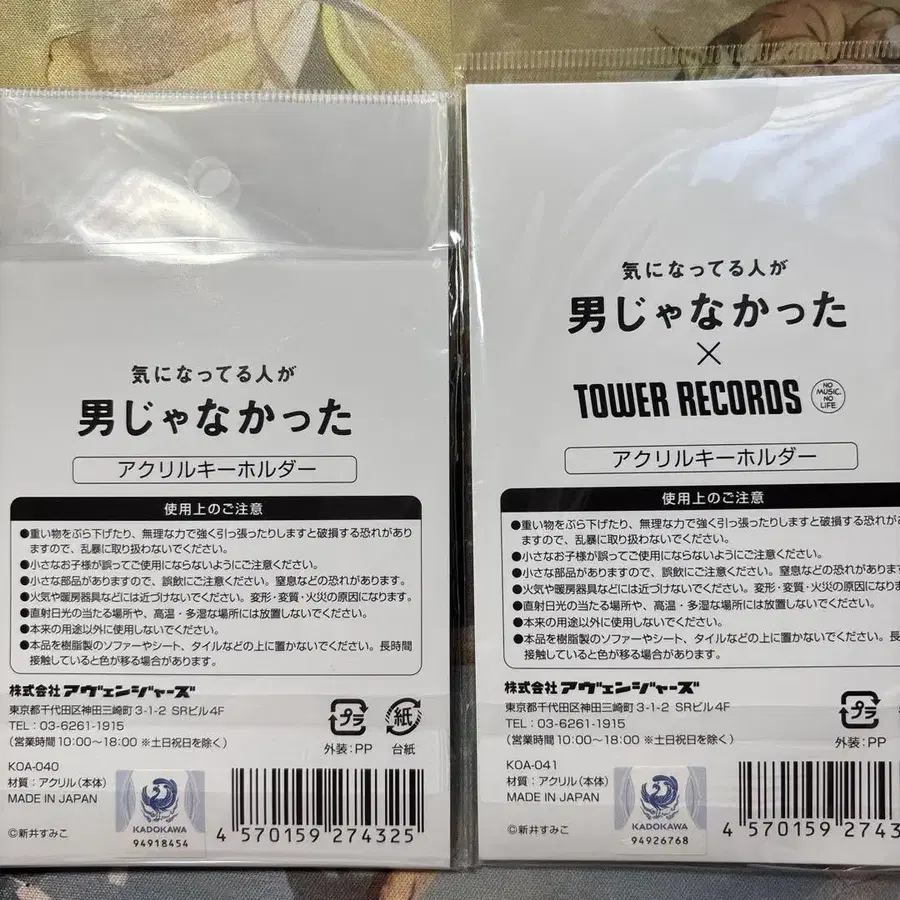 気になってる人が
男じゃなかった
アクリルキーホルダー
使用上のご注意
●重い物をぶら下げたり、無理な力で強く引っ張ったりしますと破損する恐れがあり
ますので、乱暴に取り扱わないでください。
●小さなお子様が誤ってご使用にならないようにご注意ください。
●小さな部品がありますので、誤飲にご注意ください。窒息などの恐れがあります。
●火気や暖房器具などには近づけないでください。変形・変質・火災の原因になります。
●直射日光の当たる場所や、高温・多湿な場所には放置しないでください。
●本来の用途以外に使用しないでください。
●本品を樹脂製のソファーやシート、タイルなどの上に置かないでください。長時間
接触していると色が移る場合があります。
株式会社アヴェンジャーズ
東京都千代田区神田三崎町3-1-2 SRビル4F
TEL:03-6261-1915
(営業時間10:00~18:00 ※土日祝日を除く)
プラ
外装:PP
紙
台紙
KOA-040
材質:アクリル(本体)
MADE IN JAPAN
©新井すみこ
KADOKAWA
94918454
4 570159 274325
気になってる人が
男じゃなかった
×
TOWER RECORDS
NO MUSIC, NO LIFE.
アクリルキーホルダー
使用上のご注意
●重い物をぶら下げたり、無理な力で強く引っ張ったりしますと破損する恐れがあ
ますので、乱暴に取り扱わないでください。
●小さなお子様が誤ってご使用にならないようにご注意ください。
●小さな部品がありますので、誤飲にご注意ください。窒息などの恐れがあります
●火気や暖房器具などには近づけないでください。変形・変質・火災の原因になりま
●直射日光の当たる場所や、高温・多湿な場所には放置しないでください。
●本来の用途以外に使用しないでください。
●本品を樹脂製のソファーやシート、タイルなどの上に置かないでください。長時
接触していると色が移る場合があります。
株式会社アヴェンジャーズ
東京都千代田区神田三崎町3-1-2 SRビル4F
TEL:03-6261-1915
(営業時間10:00~18:00 ※土日祝日を除く)
プラ
外装:PP
KOA-041
材質:アクリル(本体)
MADE IN JAPAN
©新井すみこ
KADOKAWA
94926768
4 570159 274